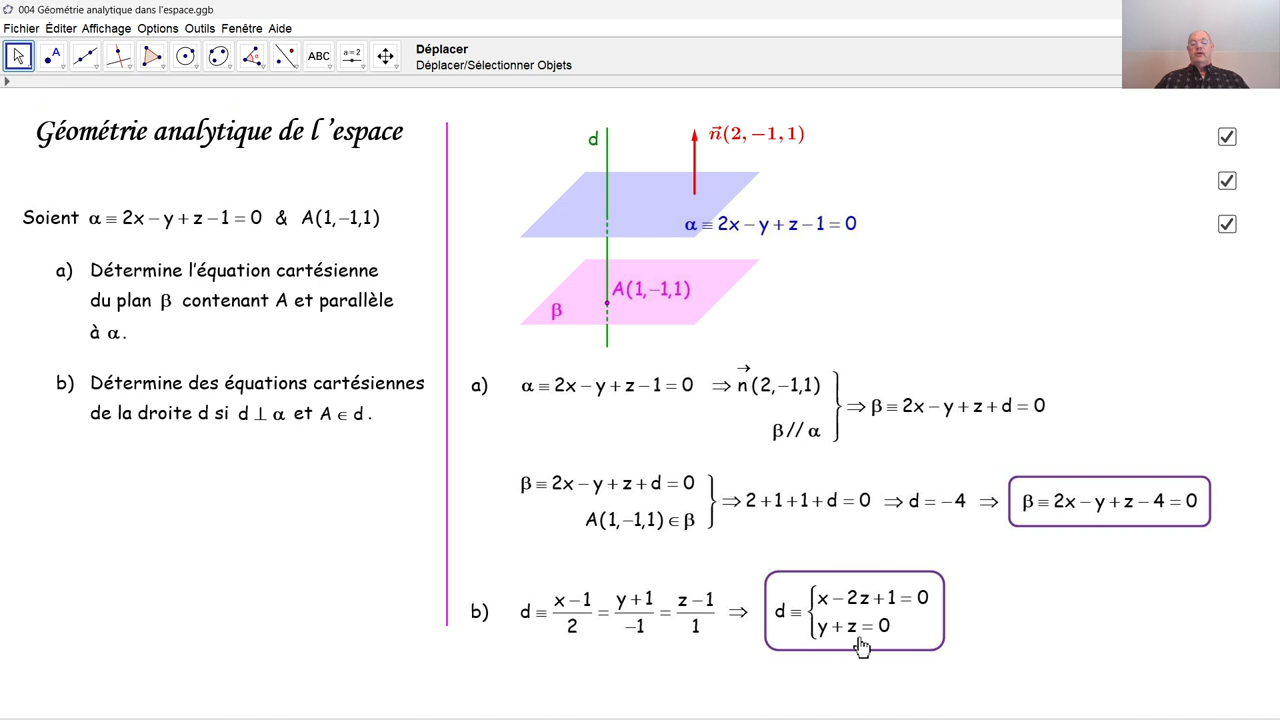 004 Géométrie analytique dans l'espace.ggb
Fichier Éditer Affichage Options Outils Fenêtre Aide
A
ABC
a=2
Déplacer
Déplacer/Sélectionner Objets
Géométrie analytique de l'espace
Soient α ≡ 2x − y + z − 1 = 0 & A(1,−1,1)
a) Détermine l'équation cartésienne
du plan β contenant A et parallèle
à α.
b) Détermine des équations cartésiennes
de la droite d si d ⊥ α et A ∈ d.
d
n⃗(2, −1, 1)
α ≡ 2x − y + z − 1 = 0
A(1,−1,1)
β
a) α ≡ 2x − y + z − 1 = 0 ⇒ n⃗(2,−1,1)
β // α
⇒ β ≡ 2x − y + z + d = 0
β ≡ 2x − y + z + d = 0
A(1,−1,1) ∈ β
⇒ 2 + 1 + 1 + d = 0 ⇒ d = −4 ⇒ β ≡ 2x − y + z − 4 = 0
b) d ≡ (x − 1)/2 = (y + 1)/−1 = (z − 1)/1 ⇒ d ≡ { x − 2z + 1 = 0
y + z = 0